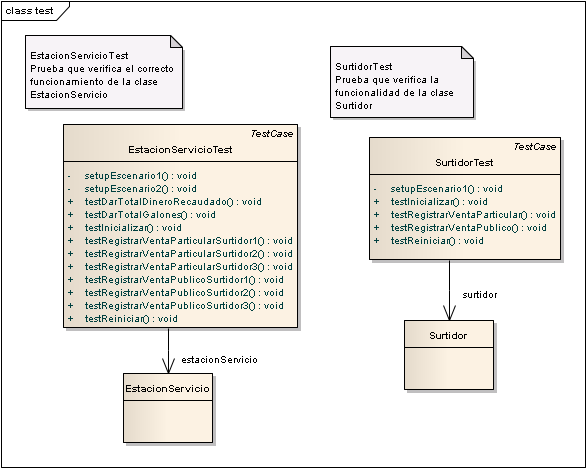 class test
EstacionServicioTest
Prueba que verifica el correcto
funcionamiento de la clase
EstacionServicio
SurtidorTest
Prueba que verifica la
funcionalidad de la clase
Surtidor
TestCase
EstacionServicioTest
- setupEscenario1() : void
- setupEscenario2() : void
+ testDarTotalDineroRecaudado() : void
+ testDarTotalGalones() : void
+ testInicializar() : void
+ testRegistrarVentaParticularSurtidor1() : void
+ testRegistrarVentaParticularSurtidor2() : void
+ testRegistrarVentaParticularSurtidor3() : void
+ testRegistrarVentaPublicoSurtidor1() : void
+ testRegistrarVentaPublicoSurtidor2() : void
+ testRegistrarVentaPublicoSurtidor3() : void
+ testReiniciar() : void
TestCase
SurtidorTest
- setupEscenario1() : void
+ testInicializar() : void
+ testRegistrarVentaParticular() : void
+ testRegistrarVentaPublico() : void
+ testReiniciar() : void
surtidor
Surtidor
estacionServicio
EstacionServicio